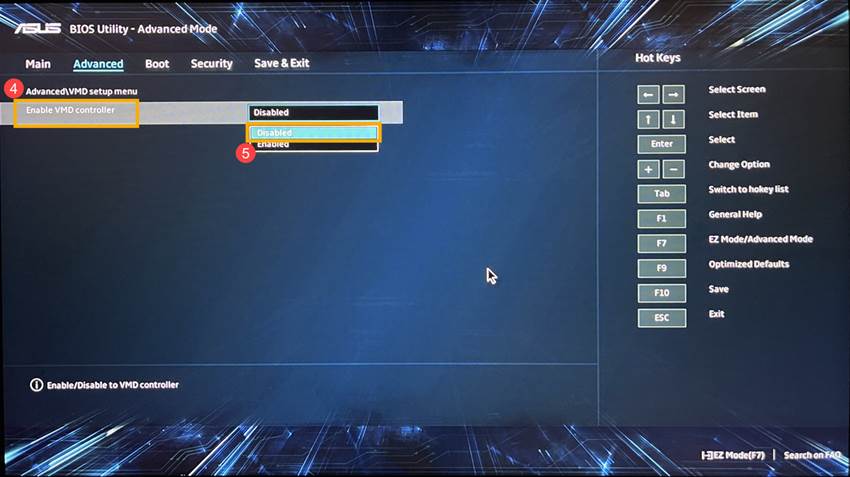 ASUS BIOS Utility - Advanced Mode
Main Advanced Boot Security Save & Exit
Hot Keys
4
Advanced\VMD setup menu
Enable VMD controller
Disabled
Disabled
5
Enabled
← → Select Screen
↑ ↓ Select Item
Enter Select
+ − Change Option
Tab Switch to hokey list
F1 General Help
F7 EZ Mode/Advanced Mode
F9 Optimized Defaults
F10 Save
ESC Exit
Enable/Disable to VMD controller
EZ Mode(F7) | Search on FAQ